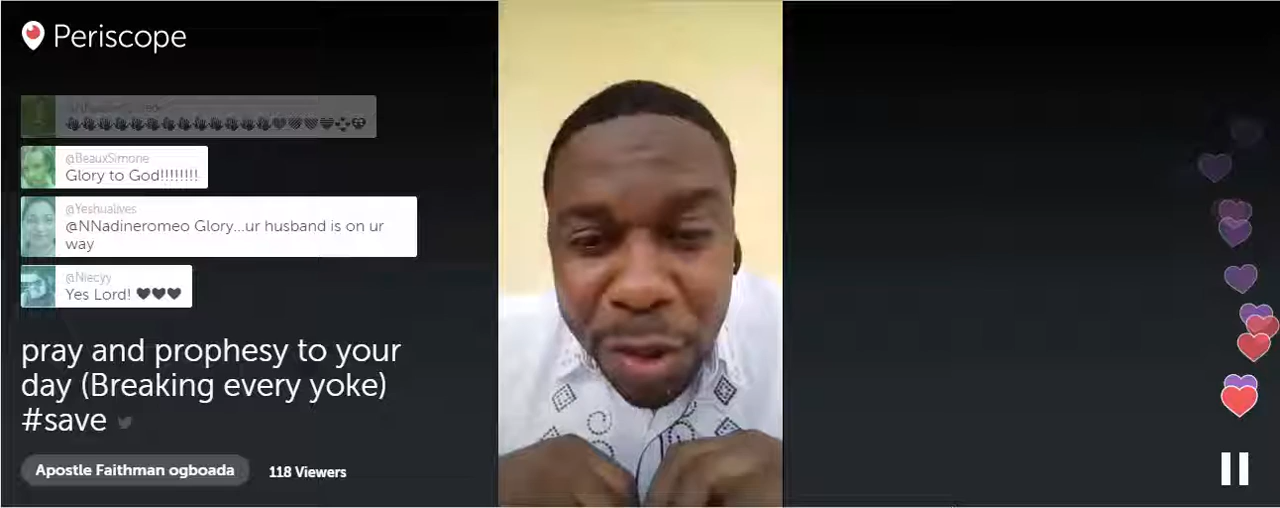 Periscope
@BeauxSimone
Glory to God!!!!!!!!
@Yeshualives
@NNadineromeo Glory...ur husband is on ur
way
@Niecyy
Yes Lord! 🖤🖤🖤
pray and prophesy to your
day (Breaking every yoke)
#save
Apostle Faithman ogboada
118 Viewers